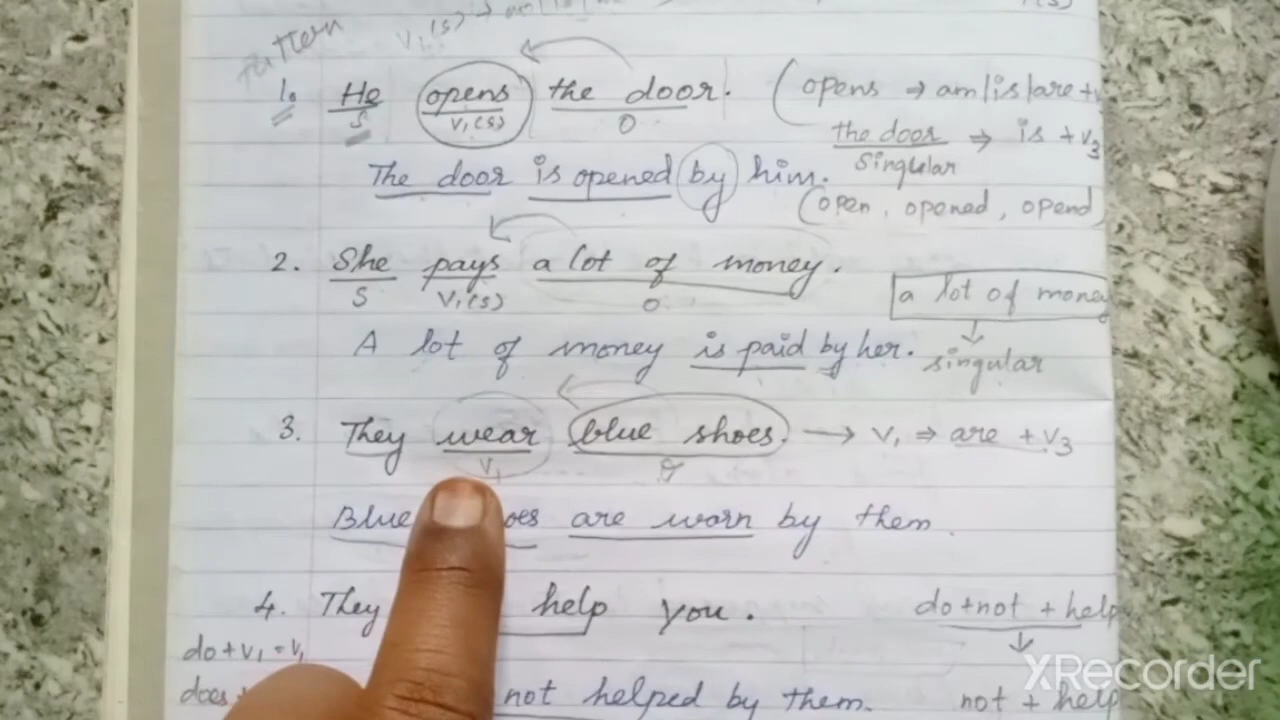 Pattern
V₁(s) →
1. He opens the door. (opens → am/is/are +
S V₁(s) O
the door ⇒ is + V₃
Singular
The door is opened by him.
(open, opened, opend)
2. She pays a lot of money.
S V₁(s) O
a lot of money
singular
A lot of money is paid by her.
3. They wear blue shoes. → V₁ ⇒ are + V₃
V₁
Blue are worn by them.
4. They help you.
do+not + help
do+V₁ = V₁
does
not helped by them.
not + help
XRecorder